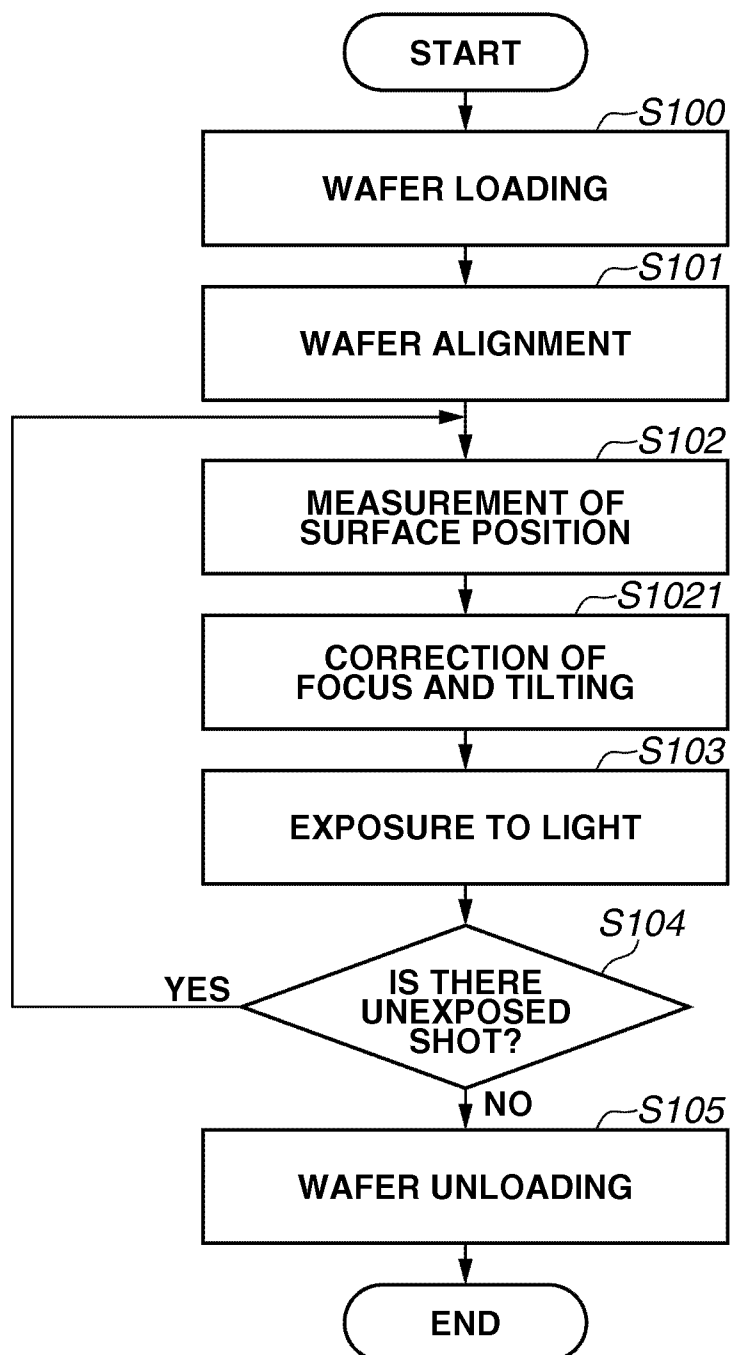 START
S100
WAFER LOADING
S101
WAFER ALIGNMENT
S102
MEASUREMENT OF
SURFACE POSITION
S1021
CORRECTION OF
FOCUS AND TILTING
S103
EXPOSURE TO LIGHT
S104
YES
IS THERE
UNEXPOSED
SHOT?
NO
S105
WAFER UNLOADING
END